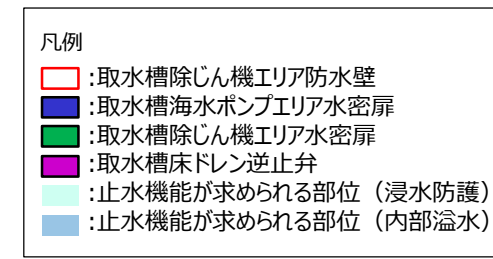 凡例
:取水槽除じん機エリア防水壁
:取水槽海水ポンプエリア水密扉
:取水槽除じん機エリア水密扉
:取水槽床ドレン逆止弁
:止水機能が求められる部位（浸水防護）
:止水機能が求められる部位（内部溢水）